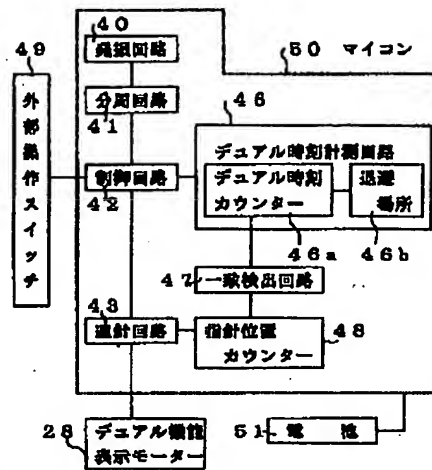 40
49
発振回路
50 マイコン
外部操作スイッチ
分周回路
41
46
デュアル時刻計測回路
制御回路
42
デュアル時刻
カウンター
退避
場所
46a
46b
47
一致検出回路
43
運針回路
指針位置
カウンター
48
28
デュアル機能
表示モーター
51
電池